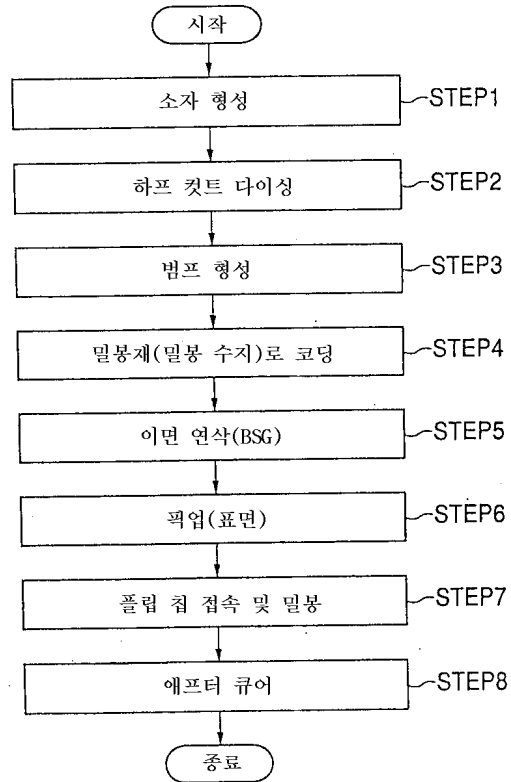 시작
소자 형성
STEP1
하프 컷트 다이싱
STEP2
범프 형성
STEP3
밀봉재(밀봉 수지)로 코딩
STEP4
이면 연삭(BSG)
STEP5
픽업(표면)
STEP6
플립 칩 접속 및 밀봉
STEP7
애프터 큐어
STEP8
종료